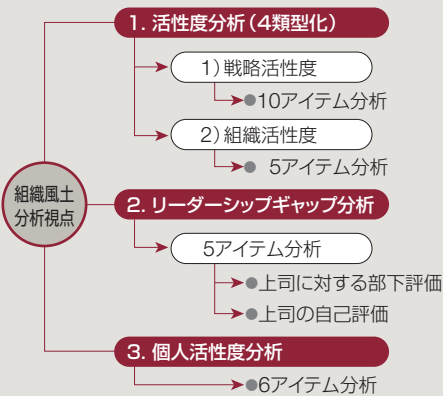 1. 活性度分析（4類型化）
1）戦略活性度
●10アイテム分析
2）組織活性度
● 5アイテム分析
組織風土
分析視点
2. リーダーシップギャップ分析
5アイテム分析
●上司に対する部下評価
●上司の自己評価
3. 個人活性度分析
●6アイテム分析